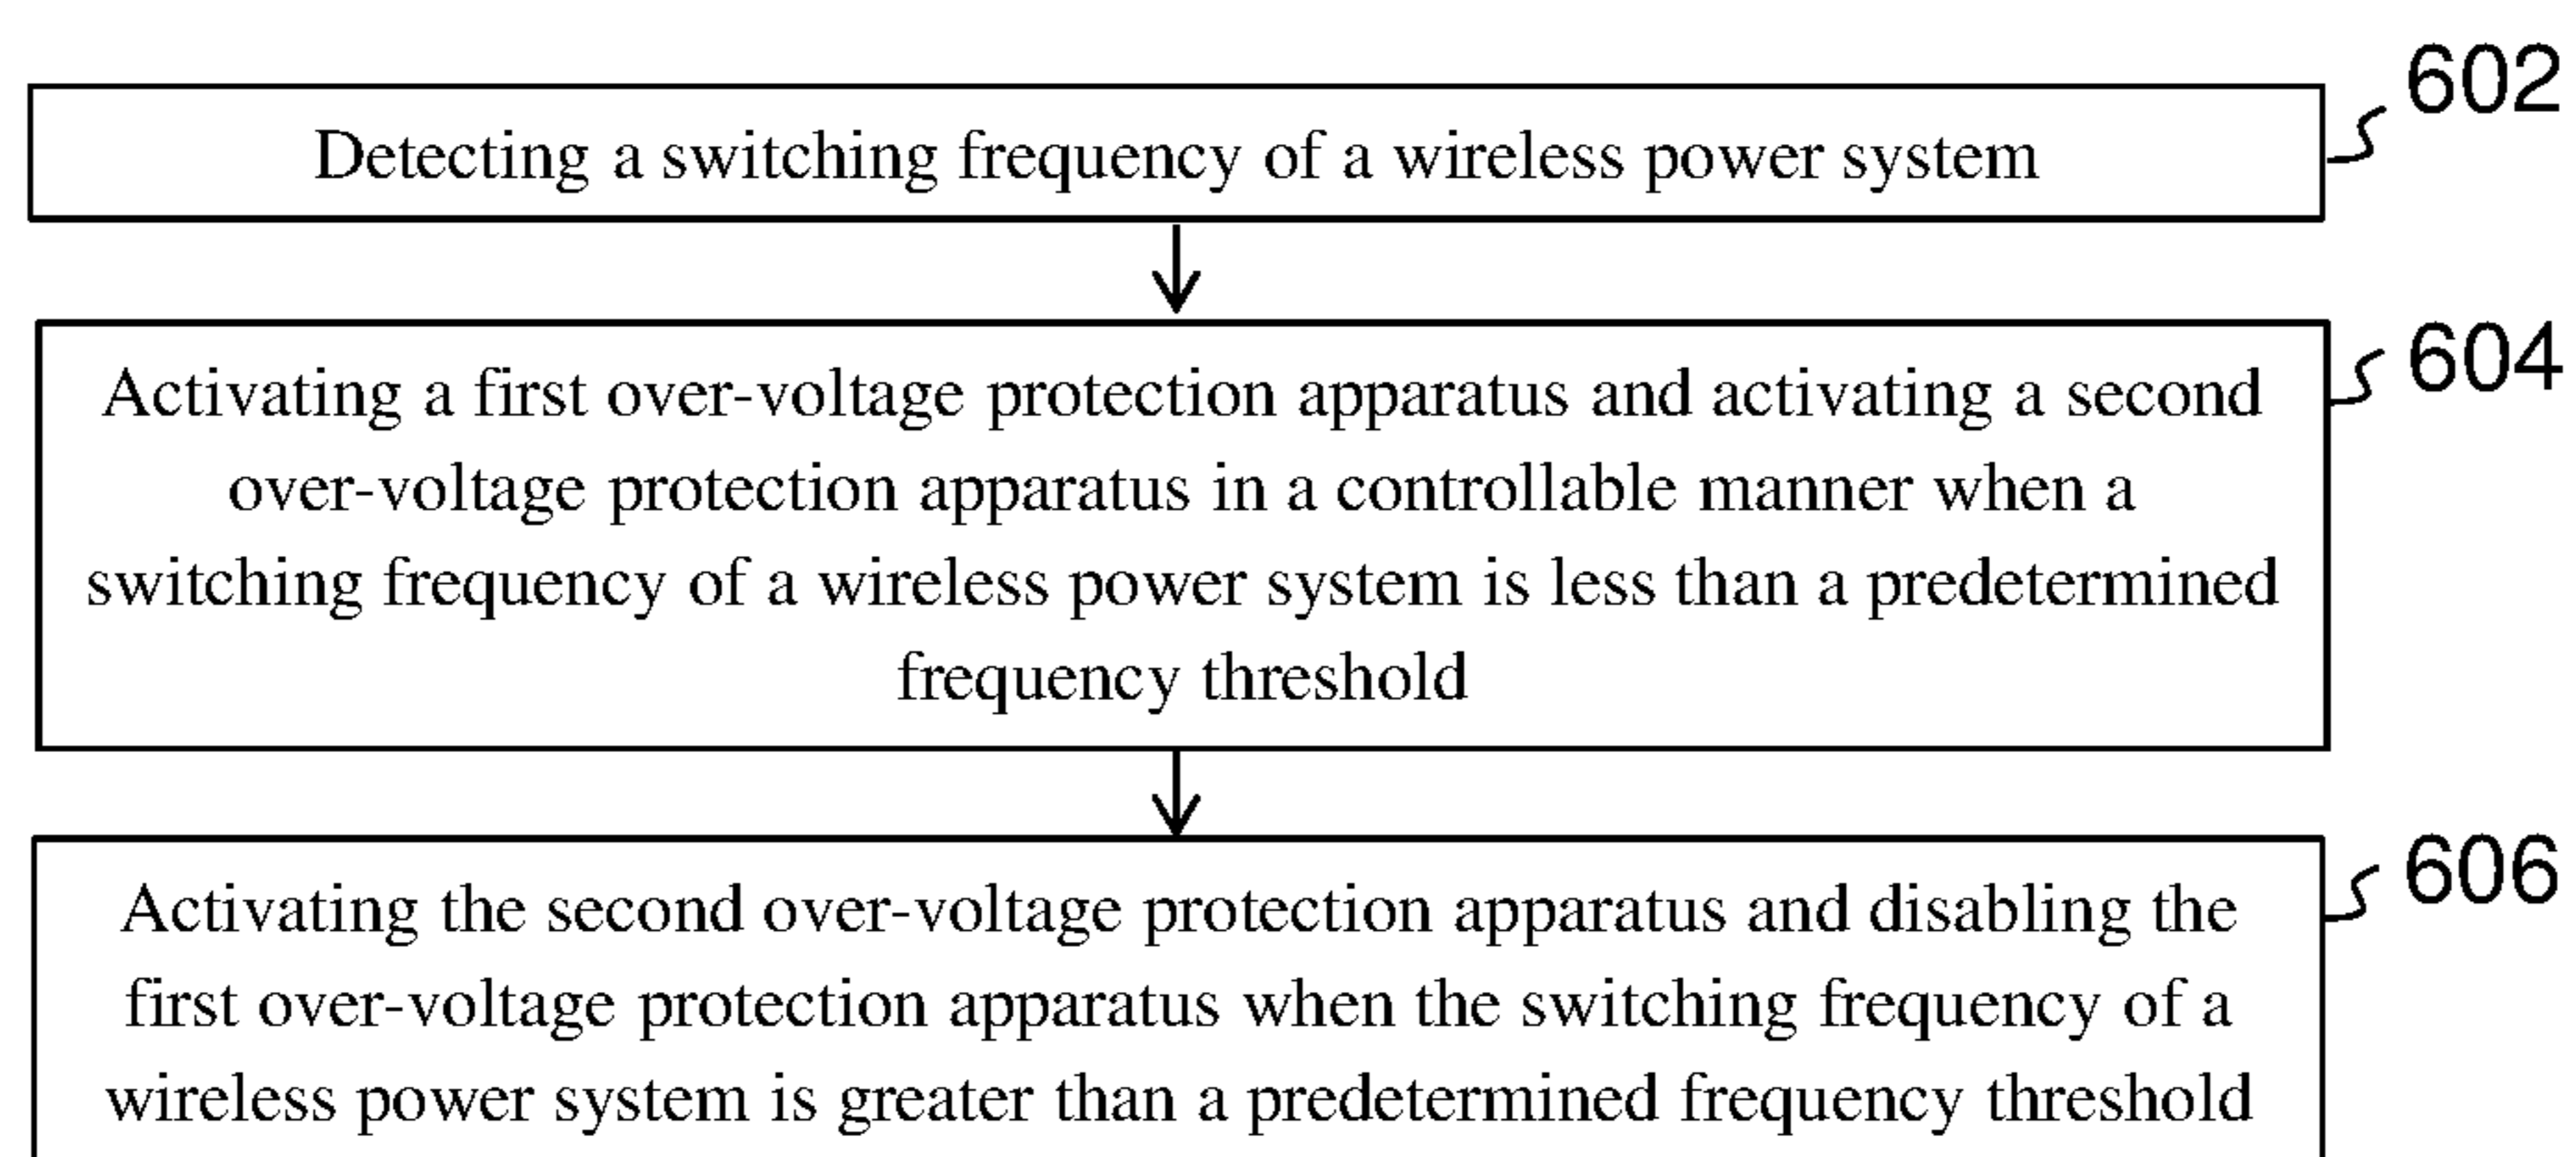 602
Detecting a switching frequency of a wireless power system
604
Activating a first over-voltage protection apparatus and activating a second
over-voltage protection apparatus in a controllable manner when a
switching frequency of a wireless power system is less than a predetermined
frequency threshold
606
Activating the second over-voltage protection apparatus and disabling the
first over-voltage protection apparatus when the switching frequency of a
wireless power system is greater than a predetermined frequency threshold